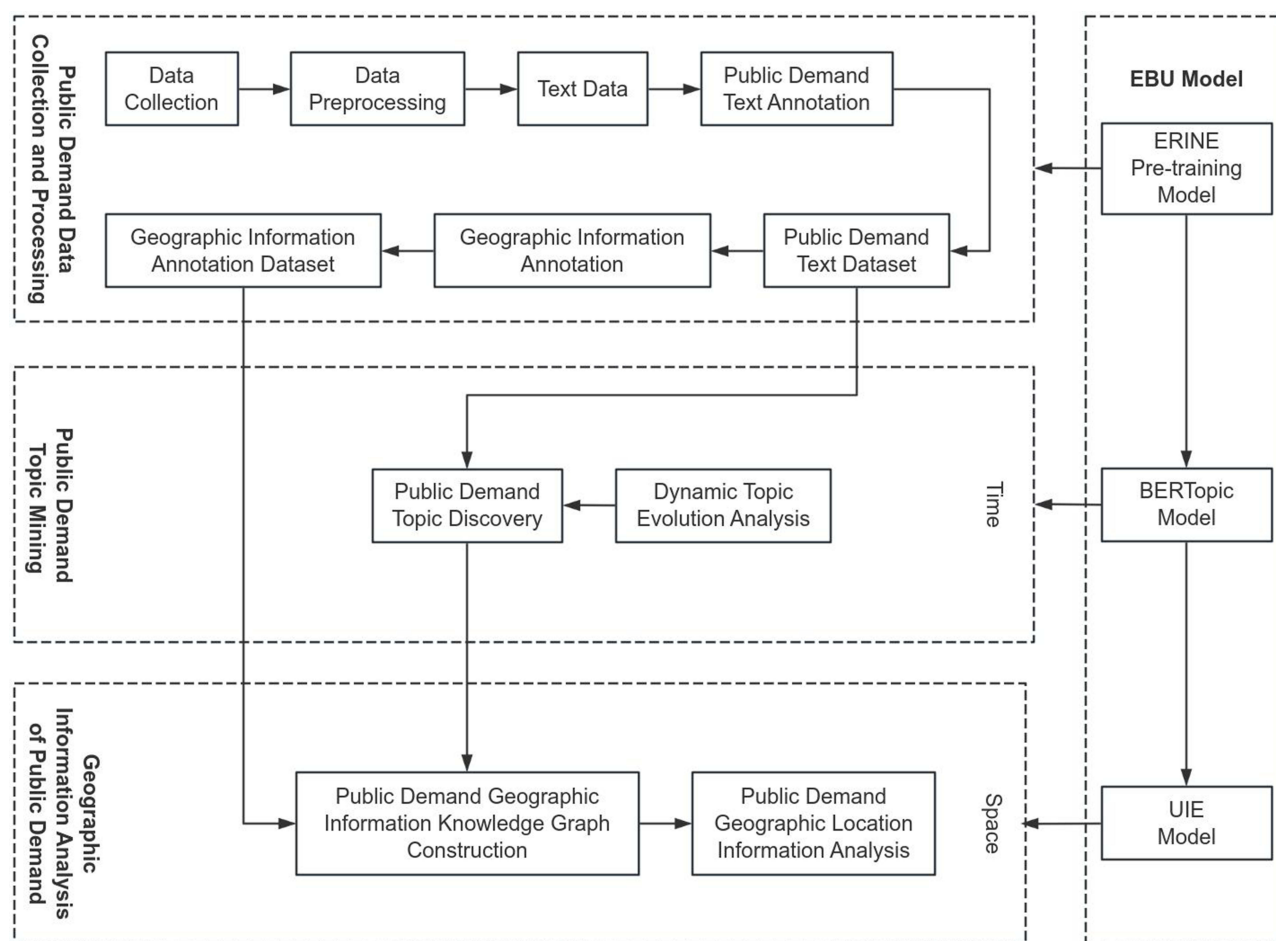 Public Demand Data
Collection and Processing
Data
Collection
Data
Preprocessing
Text Data
Public Demand
Text Annotation
Geographic Information
Annotation Dataset
Geographic Information
Annotation
Public Demand
Text Dataset
EBU Model
ERINE
Pre-training
Model
Public Demand
Topic Mining
Public Demand
Topic Discovery
Dynamic Topic
Evolution Analysis
Time
BERTopic
Model
Geographic
Information Analysis
of Public Demand
Public Demand Geographic
Information Knowledge Graph
Construction
Public Demand
Geographic Location
Information Analysis
Space
UIE
Model